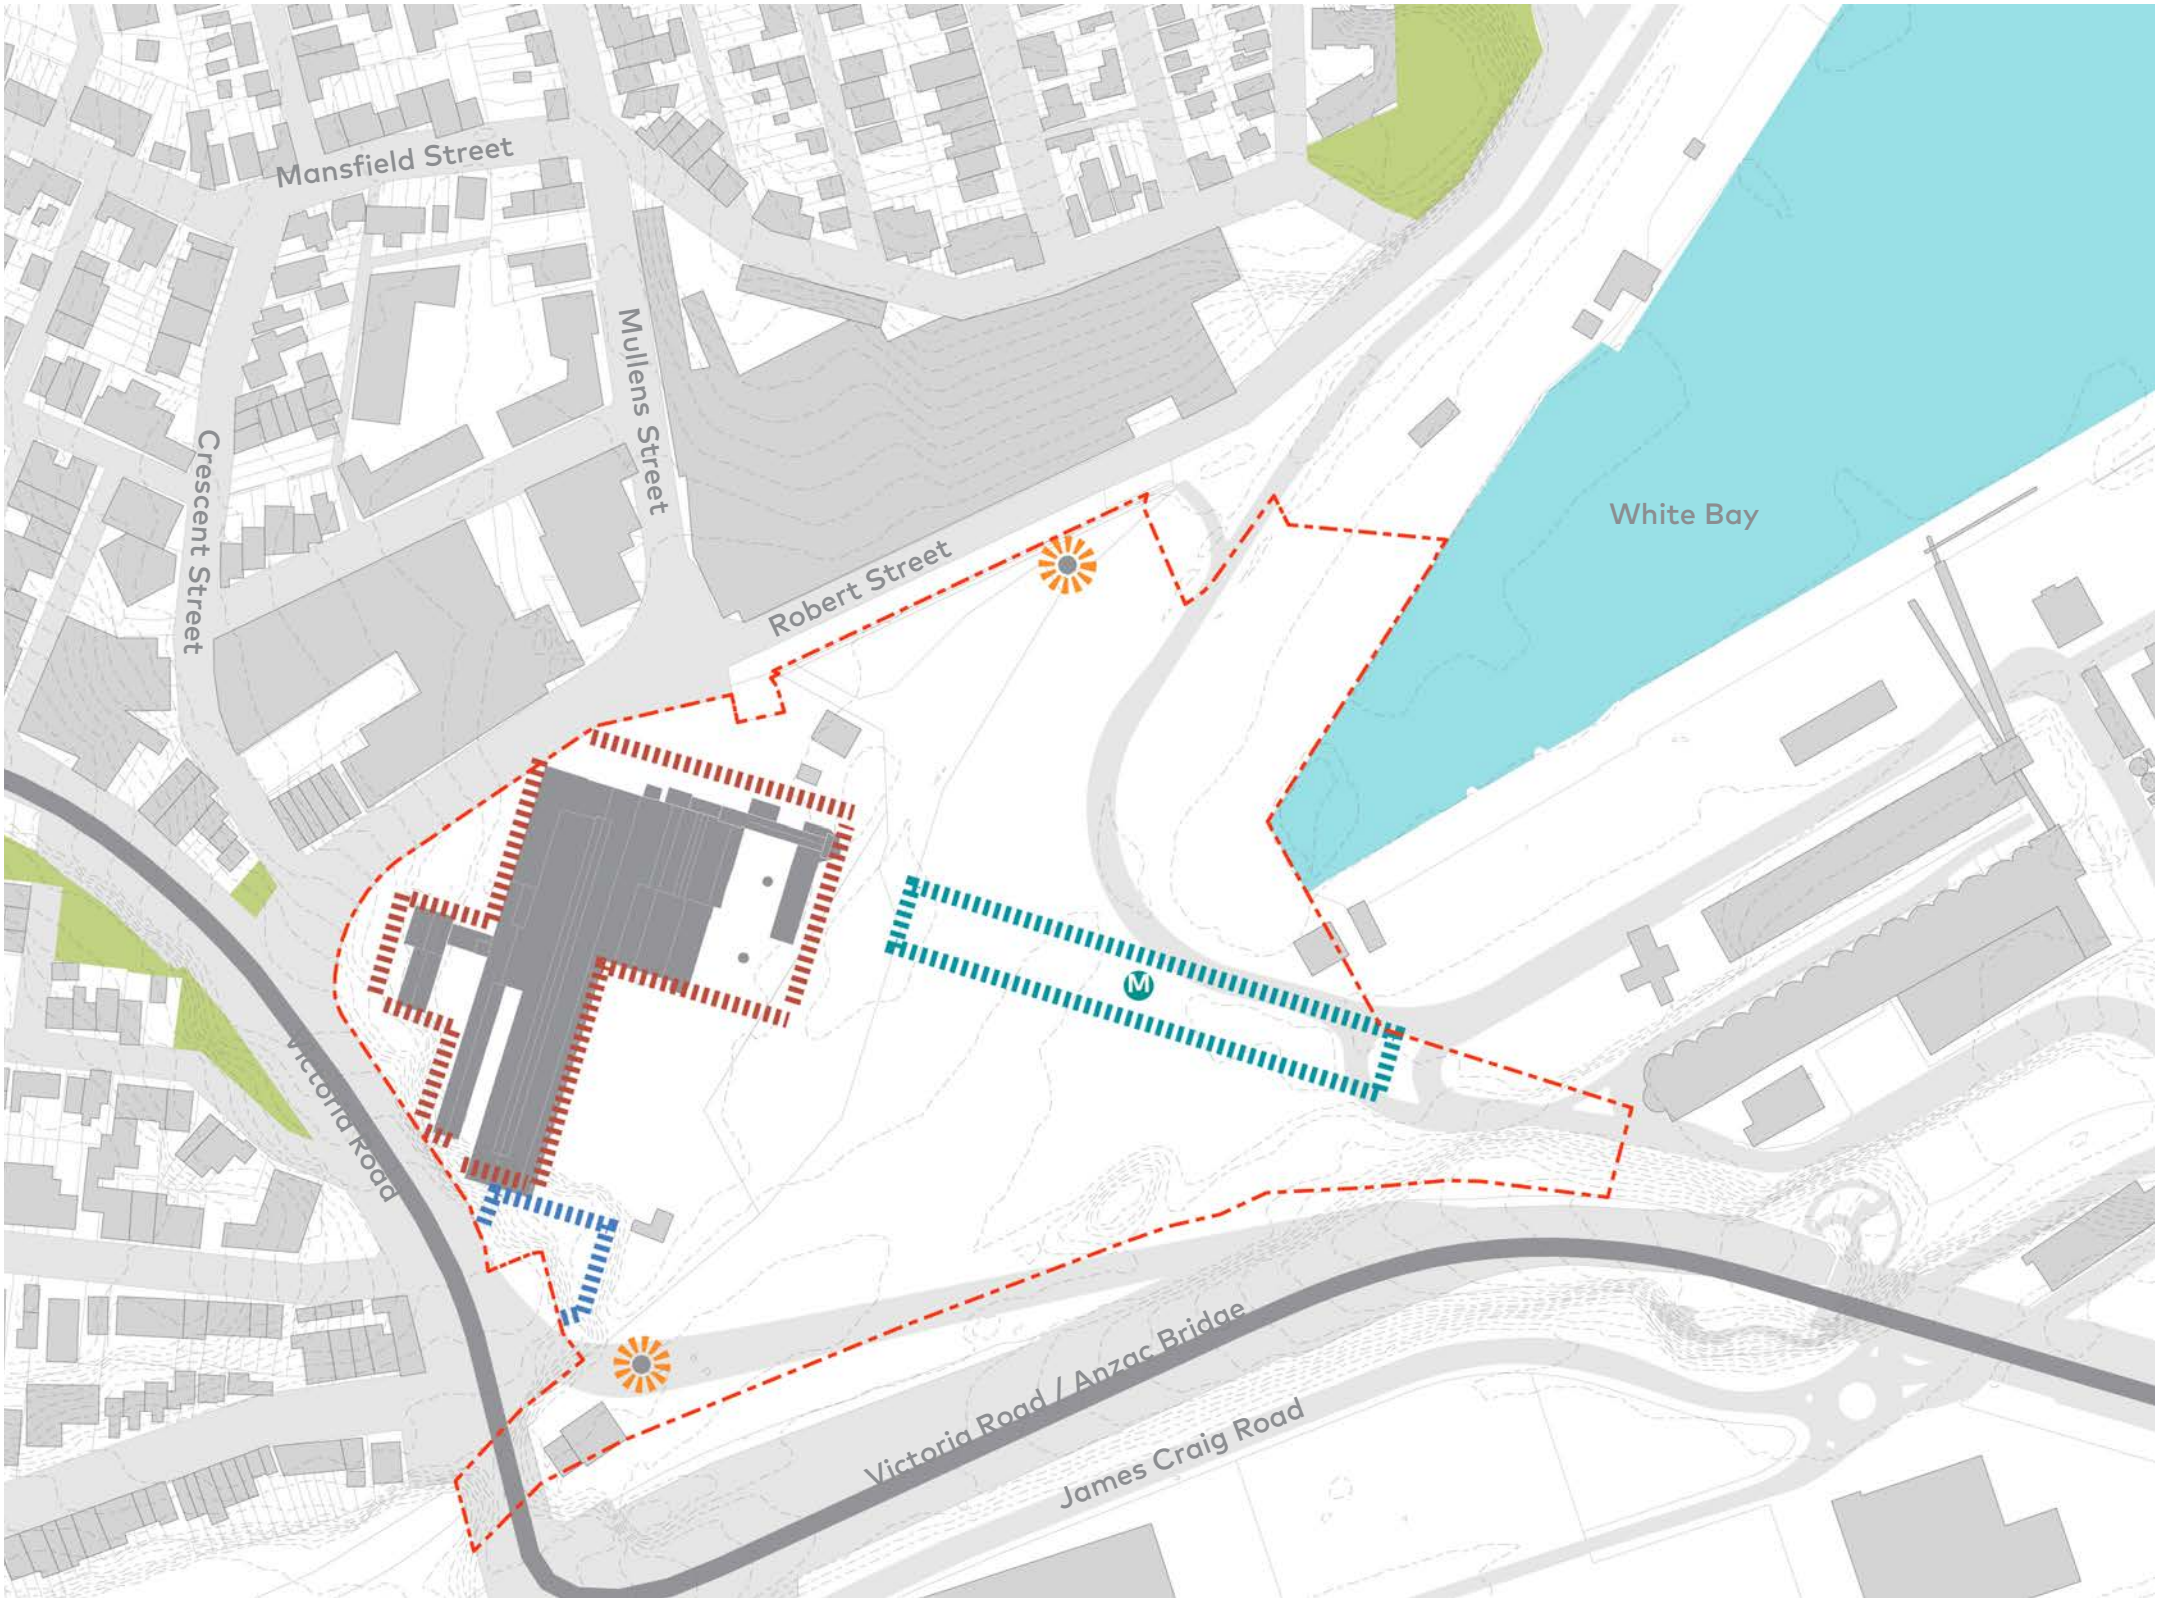 Mansfield Street
Mullens Street
Crescent Street
White Bay
Robert Street
M
Victoria Road
Victoria Road / Anzac Bridge
James Craig Road